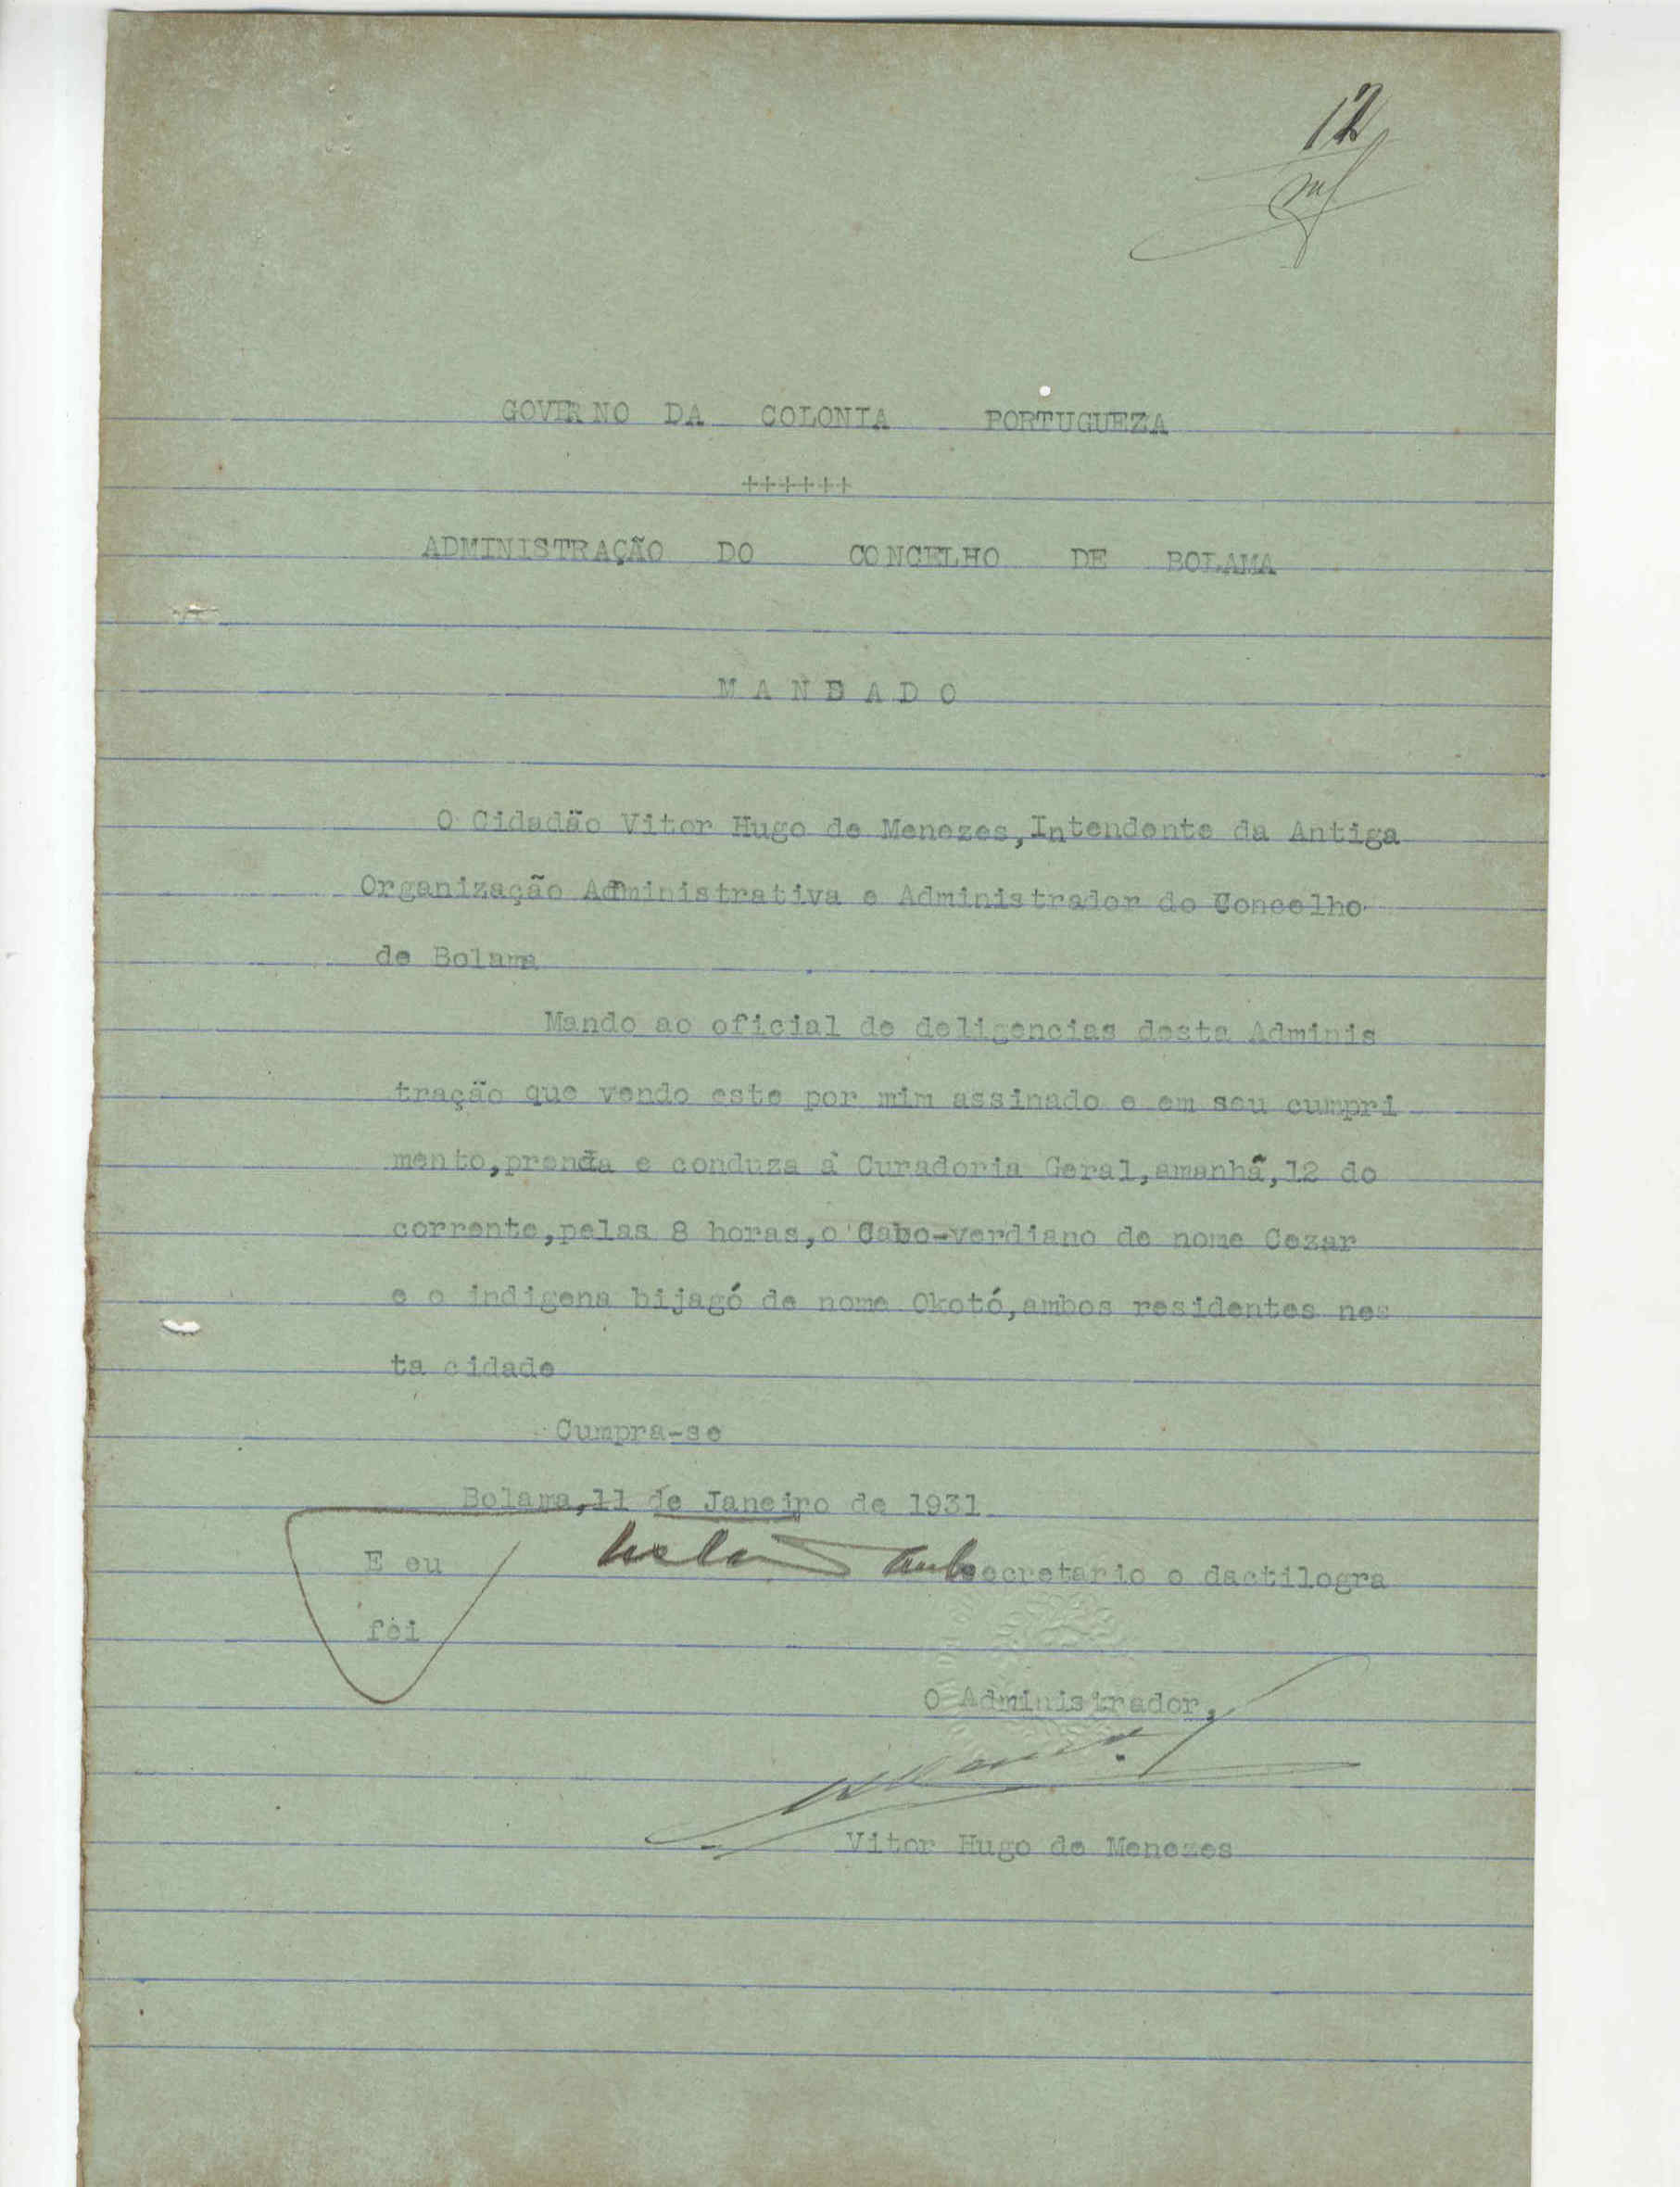 12
GOVERNO DA COLONIA PORTUGUEZA
++++++
ADMINISTRAÇÃO DO CONCELHO DE BOLAMA
M A N D A D O
O Cidadão Vitor Hugo de Menezes,Intendente da Antiga
Organização Administrativa e Administrador do Concelho
de Bolama
Mando ao oficial de deligencias desta Adminis
tração que vendo este por mim assinado e em seu cumpri
mento,prenda e conduza á Curadoria Geral,amanhã,12 do
corrente,pelas 8 horas,o Cabo-verdiano de nome Cezar
e o indigena bijagó de nome Okotó,ambos residentes nes
ta cidade
Cumpra-se
Bolama,11 de Janeiro de 1931
E eu secretario o dactilogra
fei
O Administrador,
Vitor Hugo de Menezes